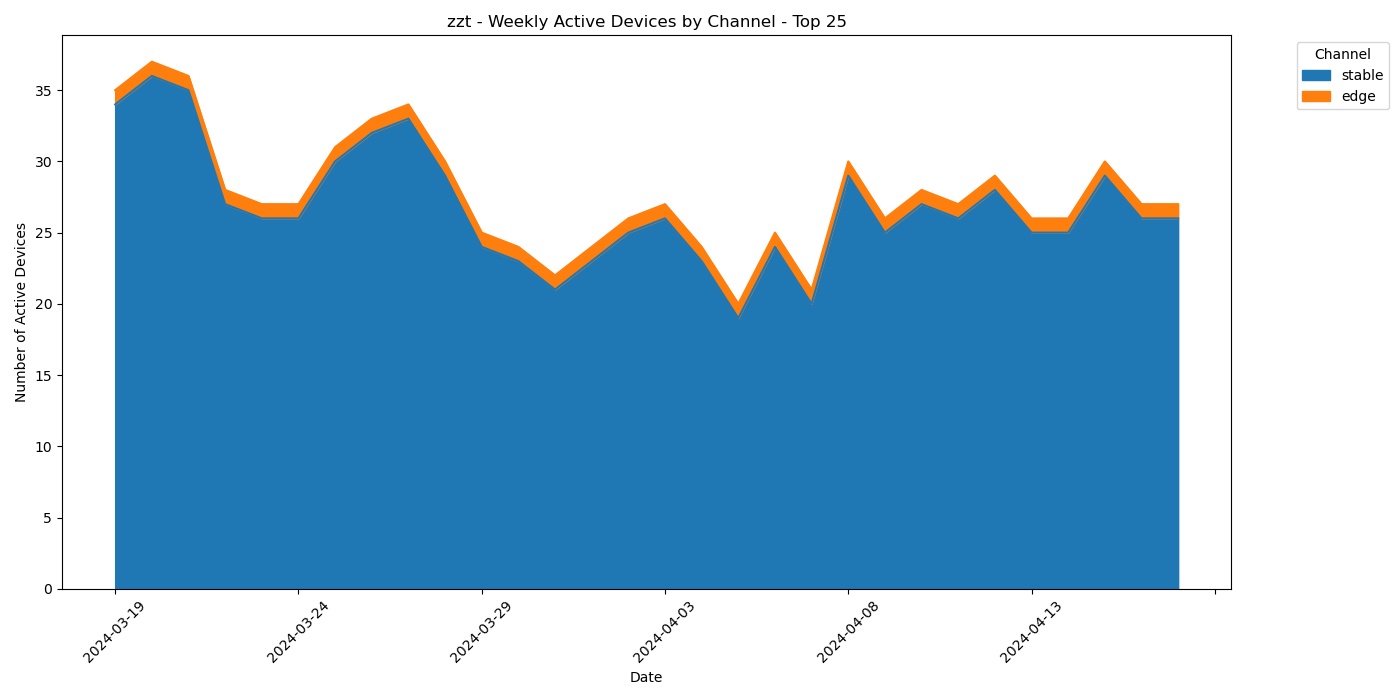 zzt - Weekly Active Devices by Channel - Top 25
Channel
stable
edge
Number of Active Devices
35
30
25
20
15
10
5
0
2024-03-19
2024-03-24
2024-03-29
2024-04-03
2024-04-08
2024-04-13
Date